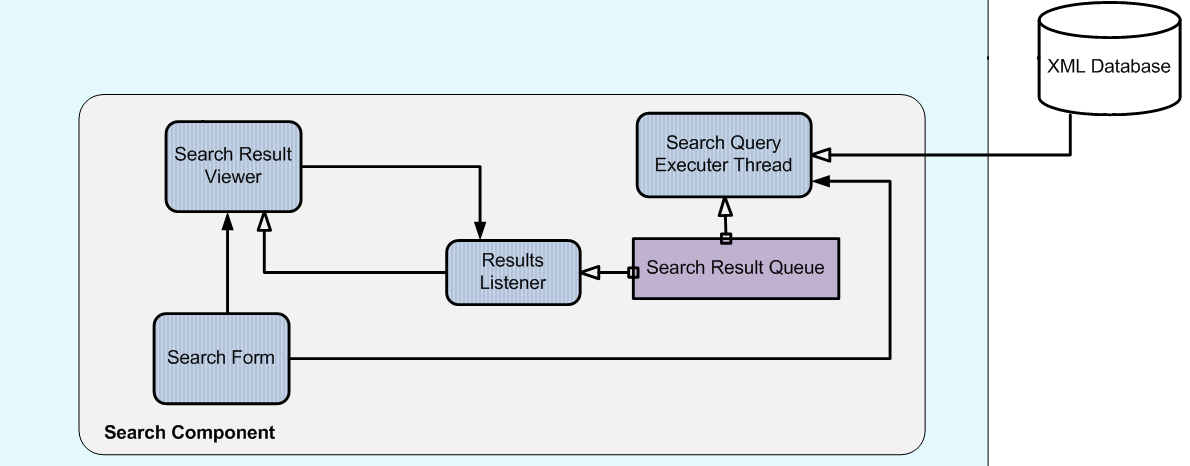 XML Database
Search Result
Viewer
Search Query
Executer Thread
Results
Listener
Search Result Queue
Search Form
Search Component